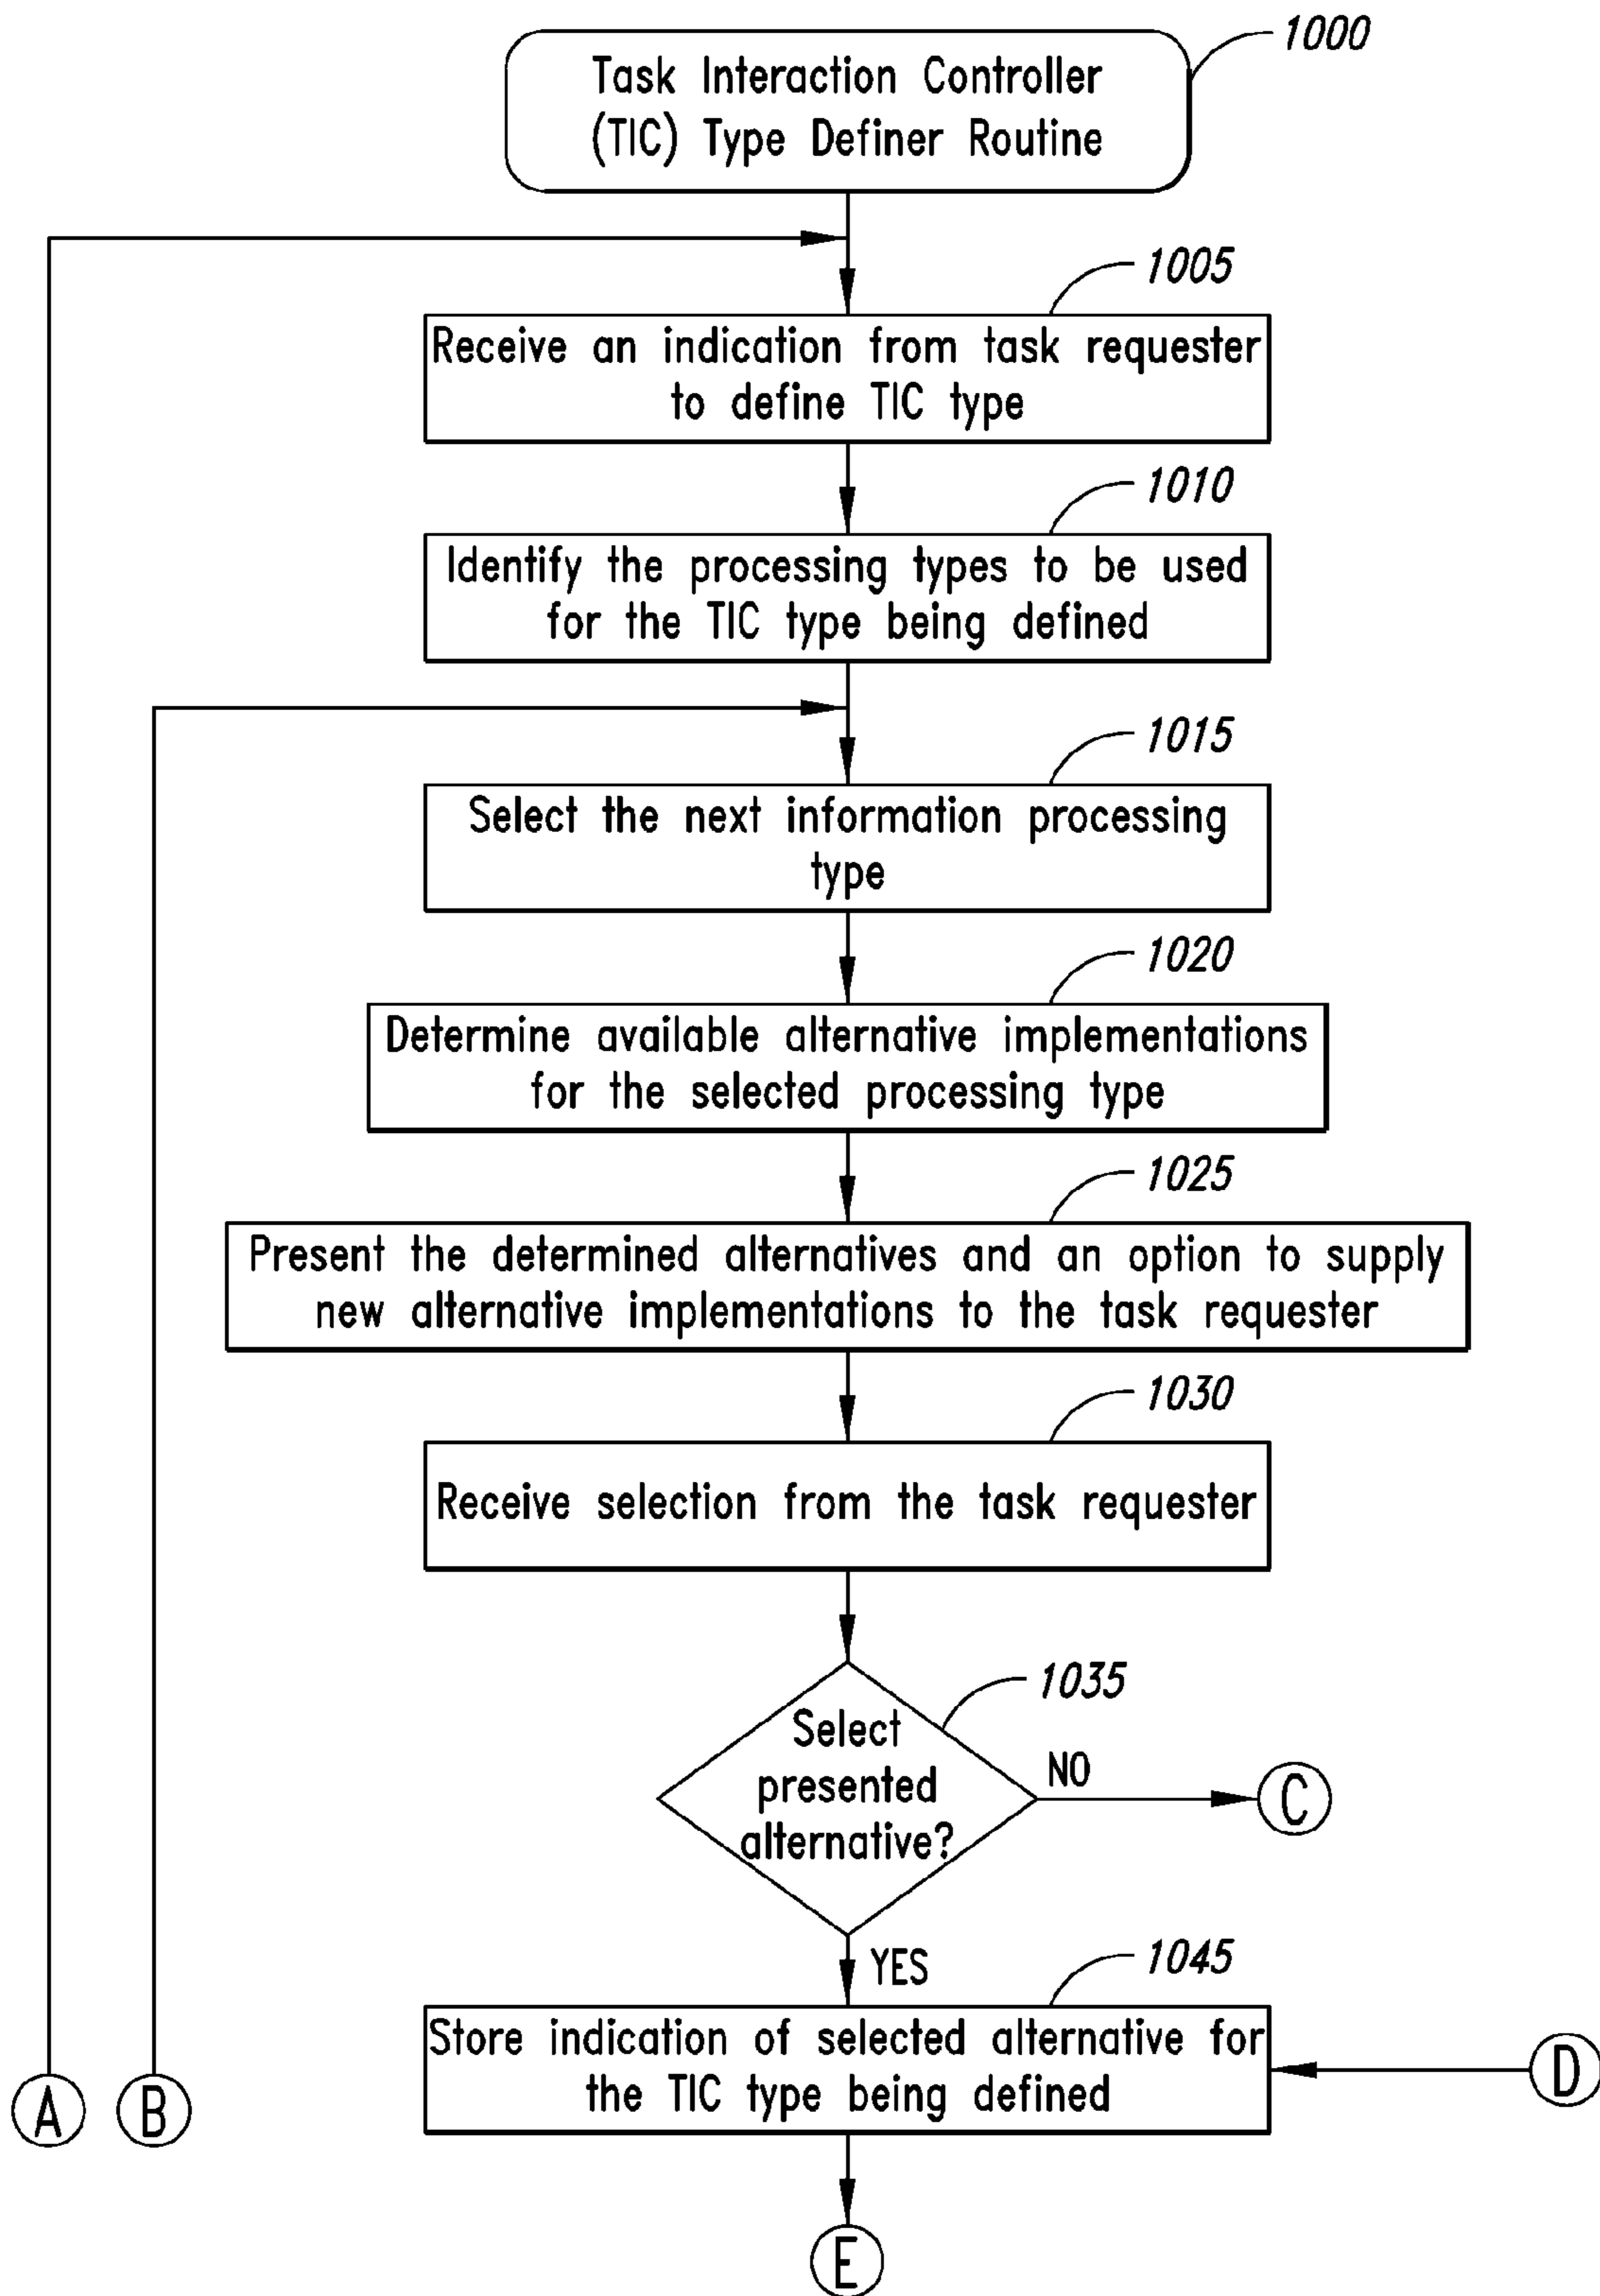 1000
Task Interaction Controller
(TIC) Type Definer Routine
1005
Receive an indication from task requester
to define TIC type
1010
Identify the processing types to be used
for the TIC type being defined
1015
Select the next information processing
type
1020
Determine available alternative implementations
for the selected processing type
1025
Present the determined alternatives and an option to supply
new alternative implementations to the task requester
1030
Receive selection from the task requester
1035
Select
presented
alternative?
NO
C
YES
1045
Store indication of selected alternative for
the TIC type being defined
D
A
B
E